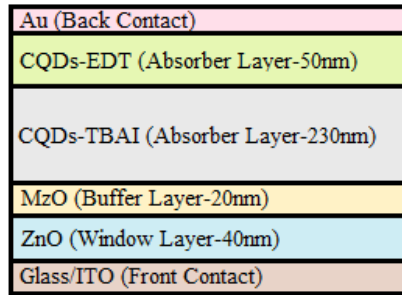 Au (Back Contact)
CQDs-EDT (Absorber Layer-50nm)
CQDs-TBAI (Absorber Layer-230nm)
MzO (Buffer Layer-20nm)
ZnO (Window Layer-40nm)
Glass/ITO (Front Contact)